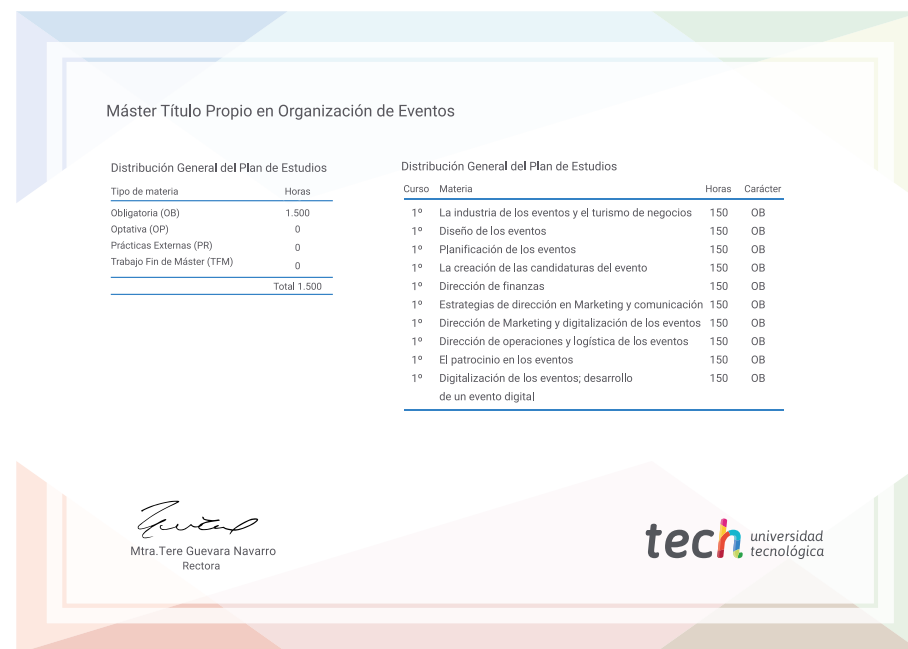 Máster Título Propio en Organización de Eventos
Distribución General del Plan de Estudios
Tipo de materia Horas
Obligatoria (OB) 1.500
Optativa (OP) 0
Prácticas Externas (PR) 0
Trabajo Fin de Máster (TFM) 0
Total 1.500
Distribución General del Plan de Estudios
Curso Materia Horas Carácter
1º La industria de los eventos y el turismo de negocios 150 OB
1º Diseño de los eventos 150 OB
1º Planificación de los eventos 150 OB
1º La creación de las candidaturas del evento 150 OB
1º Dirección de finanzas 150 OB
1º Estrategias de dirección en Marketing y comunicación 150 OB
1º Dirección de Marketing y digitalización de los eventos 150 OB
1º Dirección de operaciones y logística de los eventos 150 OB
1º El patrocinio en los eventos 150 OB
1º Digitalización de los eventos; desarrollo 150 OB
de un evento digital
Mtra.Tere Guevara Navarro
Rectora
tech universidad
tecnológica